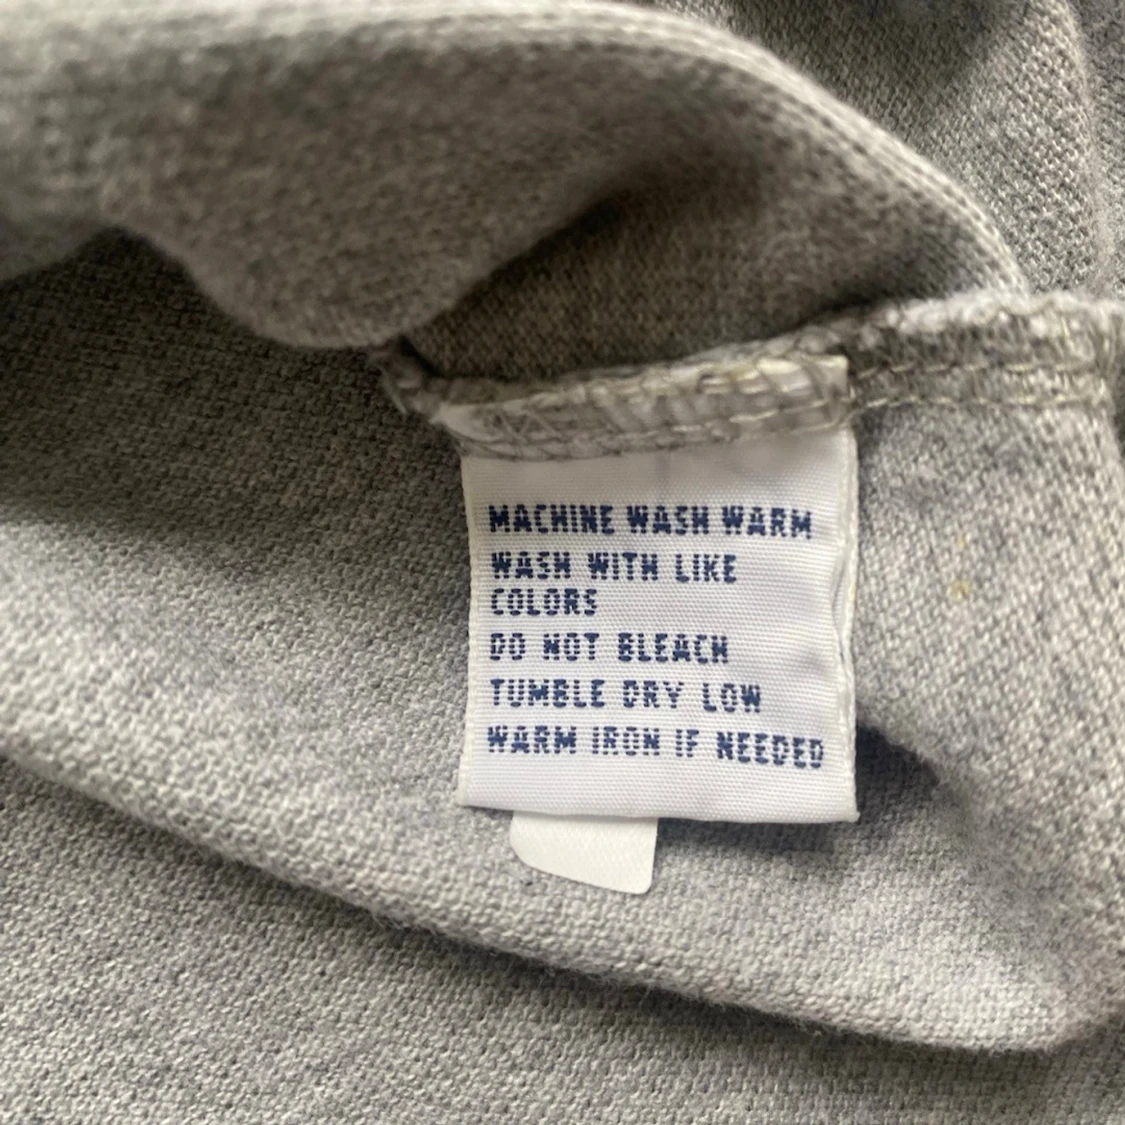 MACHINE WASH WARM
WASH WITH LIKE
COLORS
DO NOT BLEACH
TUMBLE DRY LOW
WARM IRON IF NEEDED